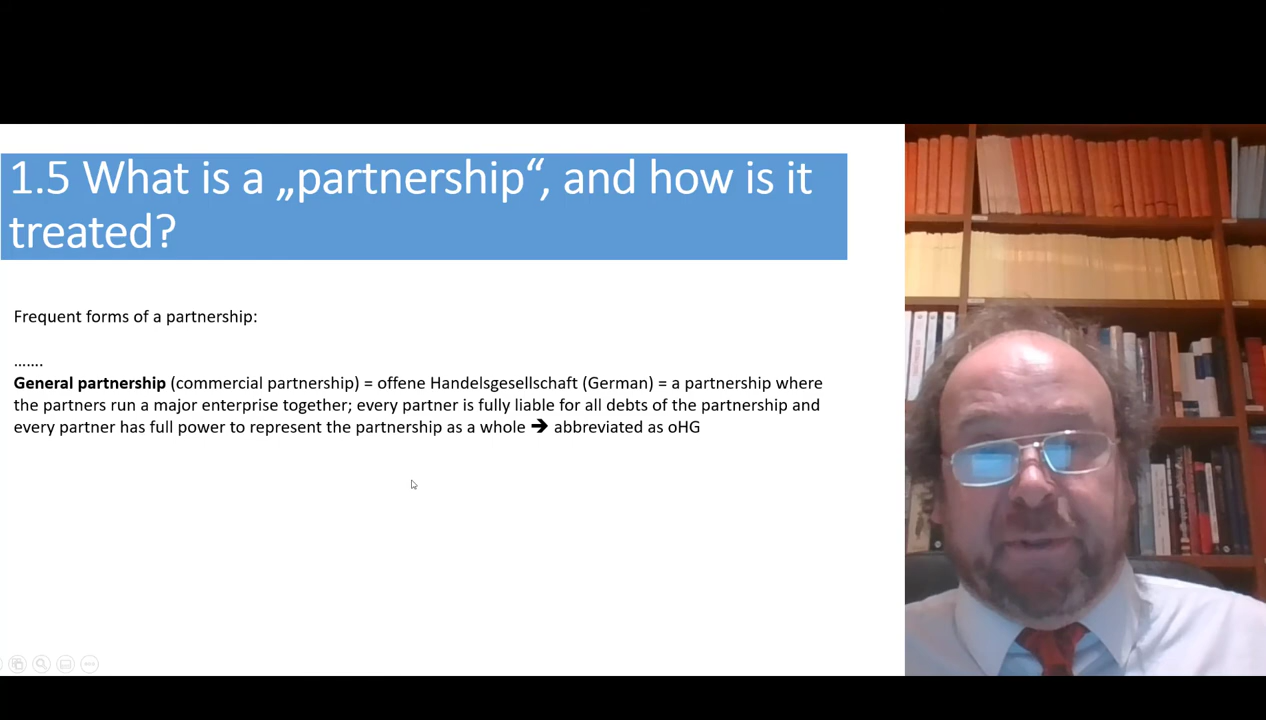 1.5 What is a „partnership“, and how is it
treated?
Frequent forms of a partnership:
…….
General partnership (commercial partnership) = offene Handelsgesellschaft (German) = a partnership where
the partners run a major enterprise together; every partner is fully liable for all debts of the partnership and
every partner has full power to represent the partnership as a whole ➔ abbreviated as oHG